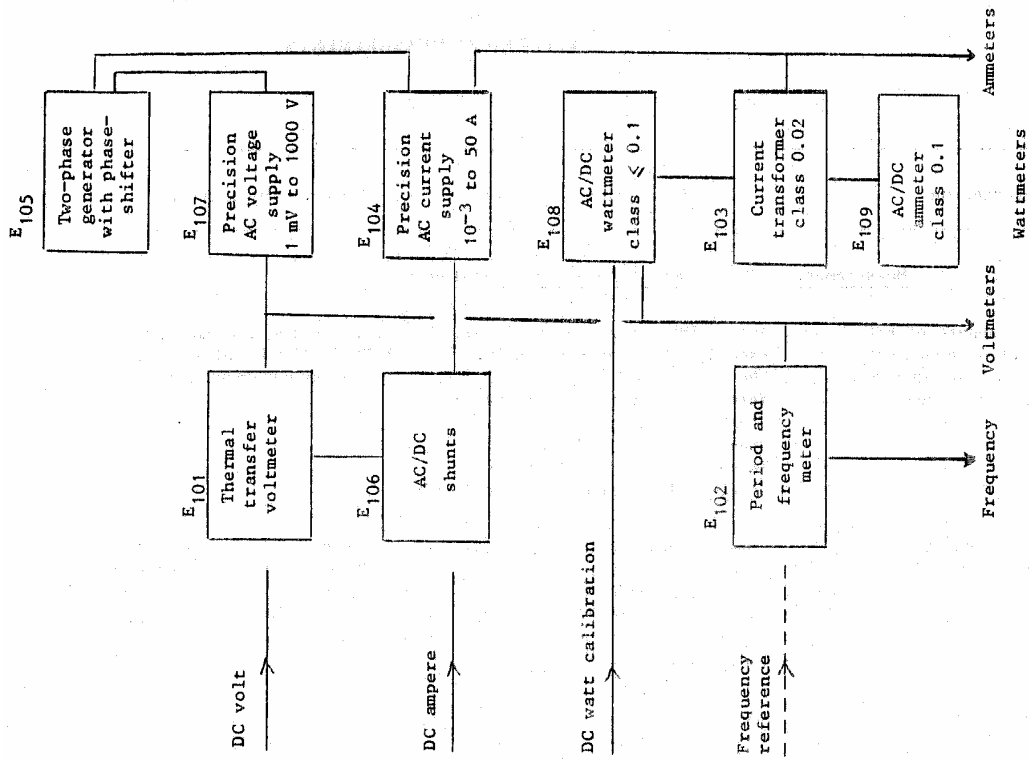 E105
Two-phase
generator
with phase-
shifter
E107
Precision
AC voltage
supply
1 mV to 1000 V
E104
Precision
AC current
supply
10⁻³ to 50 A
E108
AC/DC
wattmeter
class ⩽ 0.1
E103
Current
transformer
class 0.02
E109
AC/DC
ammeter
class 0.1
E101
Thermal
transfer
voltmeter
E106
AC/DC
shunts
E102
Period and
frequency
meter
DC volt
DC ampere
DC watt calibration
Frequency
reference
Frequency
Voltmeters
Wattmeters
Ammeters